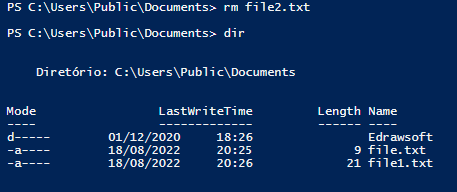 PS C:\Users\Public\Documents> rm file2.txt
PS C:\Users\Public\Documents> dir
Diretório: C:\Users\Public\Documents
Mode LastWriteTime Length Name
---- ------------- ------ ----
d----- 01/12/2020 18:26 Edrawsoft
-a---- 18/08/2022 20:25 9 file.txt
-a---- 18/08/2022 20:26 21 file1.txt